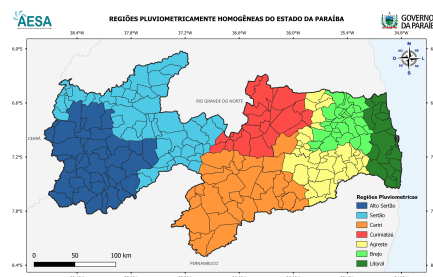 AESA
REGIÕES PLUVIOMETRICAMENTE HOMOGÊNEAS DO ESTADO DA PARAÍBA
GOVERNO
DA PARAÍB
38.4°W 37.8°W 37.2°W 36.6°W 36.0°W 35.4°W 34.8°W
6.0°S
N
O
S
RIO GRANDE DO NORTE
6.6°S
CEARÁ
7.2°S
7.8°S
8.4°S
PERNAMBUCO
Regiões Pluviometricas
Alto Sertão
Sertão
Cariri
Curimataú
Agreste
Brejo
Litoral
0 50 100 km